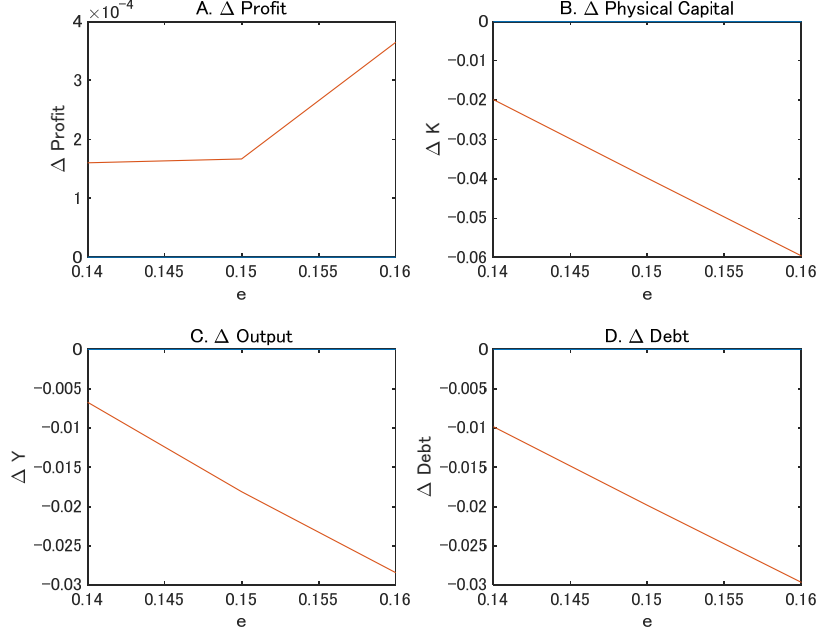 A. Δ Profit
×10⁻⁴
4
3
2
1
0
Δ Profit
0.14 0.145 0.15 0.155 0.16
e
B. Δ Physical Capital
0
−0.01
−0.02
−0.03
−0.04
−0.05
−0.06
Δ K
0.14 0.145 0.15 0.155 0.16
e
C. Δ Output
0
−0.005
−0.01
−0.015
−0.02
−0.025
−0.03
Δ Y
0.14 0.145 0.15 0.155 0.16
e
D. Δ Debt
0
−0.005
−0.01
−0.015
−0.02
−0.025
−0.03
Δ Debt
0.14 0.145 0.15 0.155 0.16
e